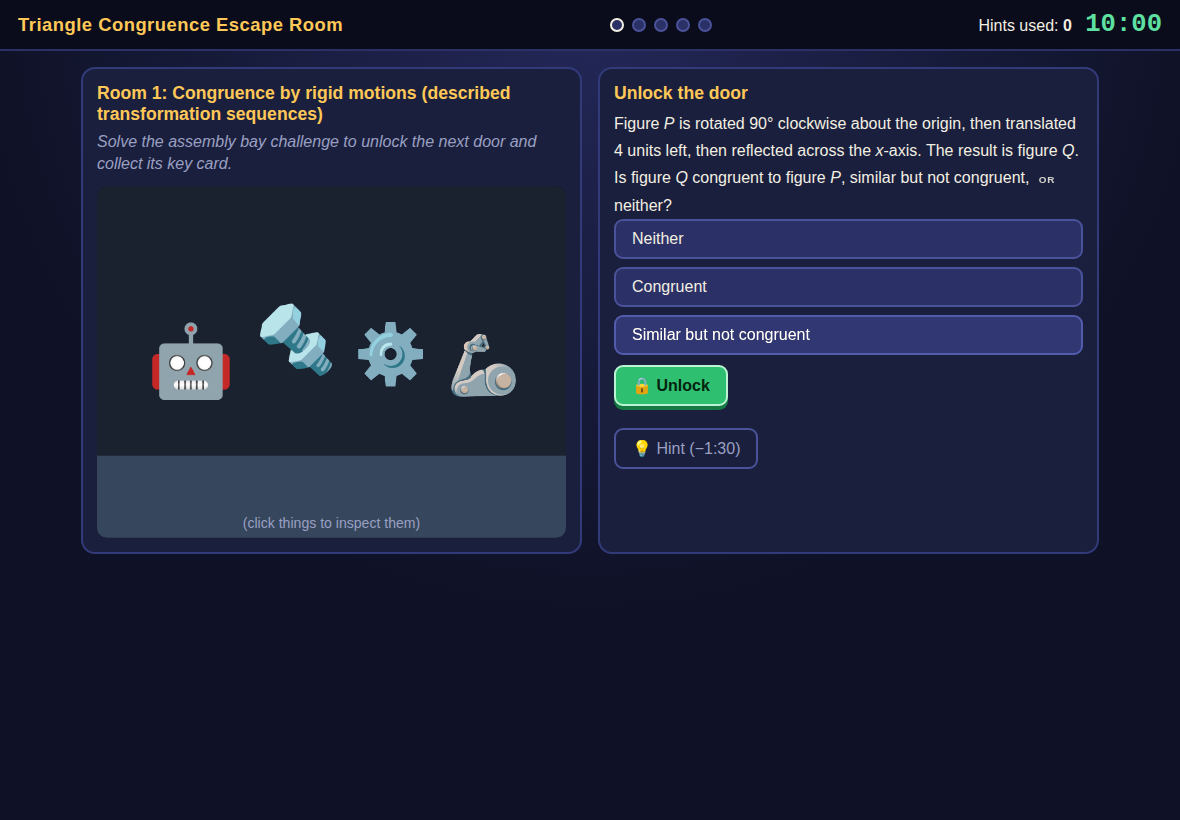 Triangle Congruence Escape Room
Hints used: 0 10:00
Room 1: Congruence by rigid motions (described
transformation sequences)
Solve the assembly bay challenge to unlock the next door and
collect its key card.
(click things to inspect them)
Unlock the door
Figure P is rotated 90° clockwise about the origin, then translated
4 units left, then reflected across the x-axis. The result is figure Q.
Is figure Q congruent to figure P, similar but not congruent, OR
neither?
Neither
Congruent
Similar but not congruent
🔒 Unlock
💡 Hint (−1:30)